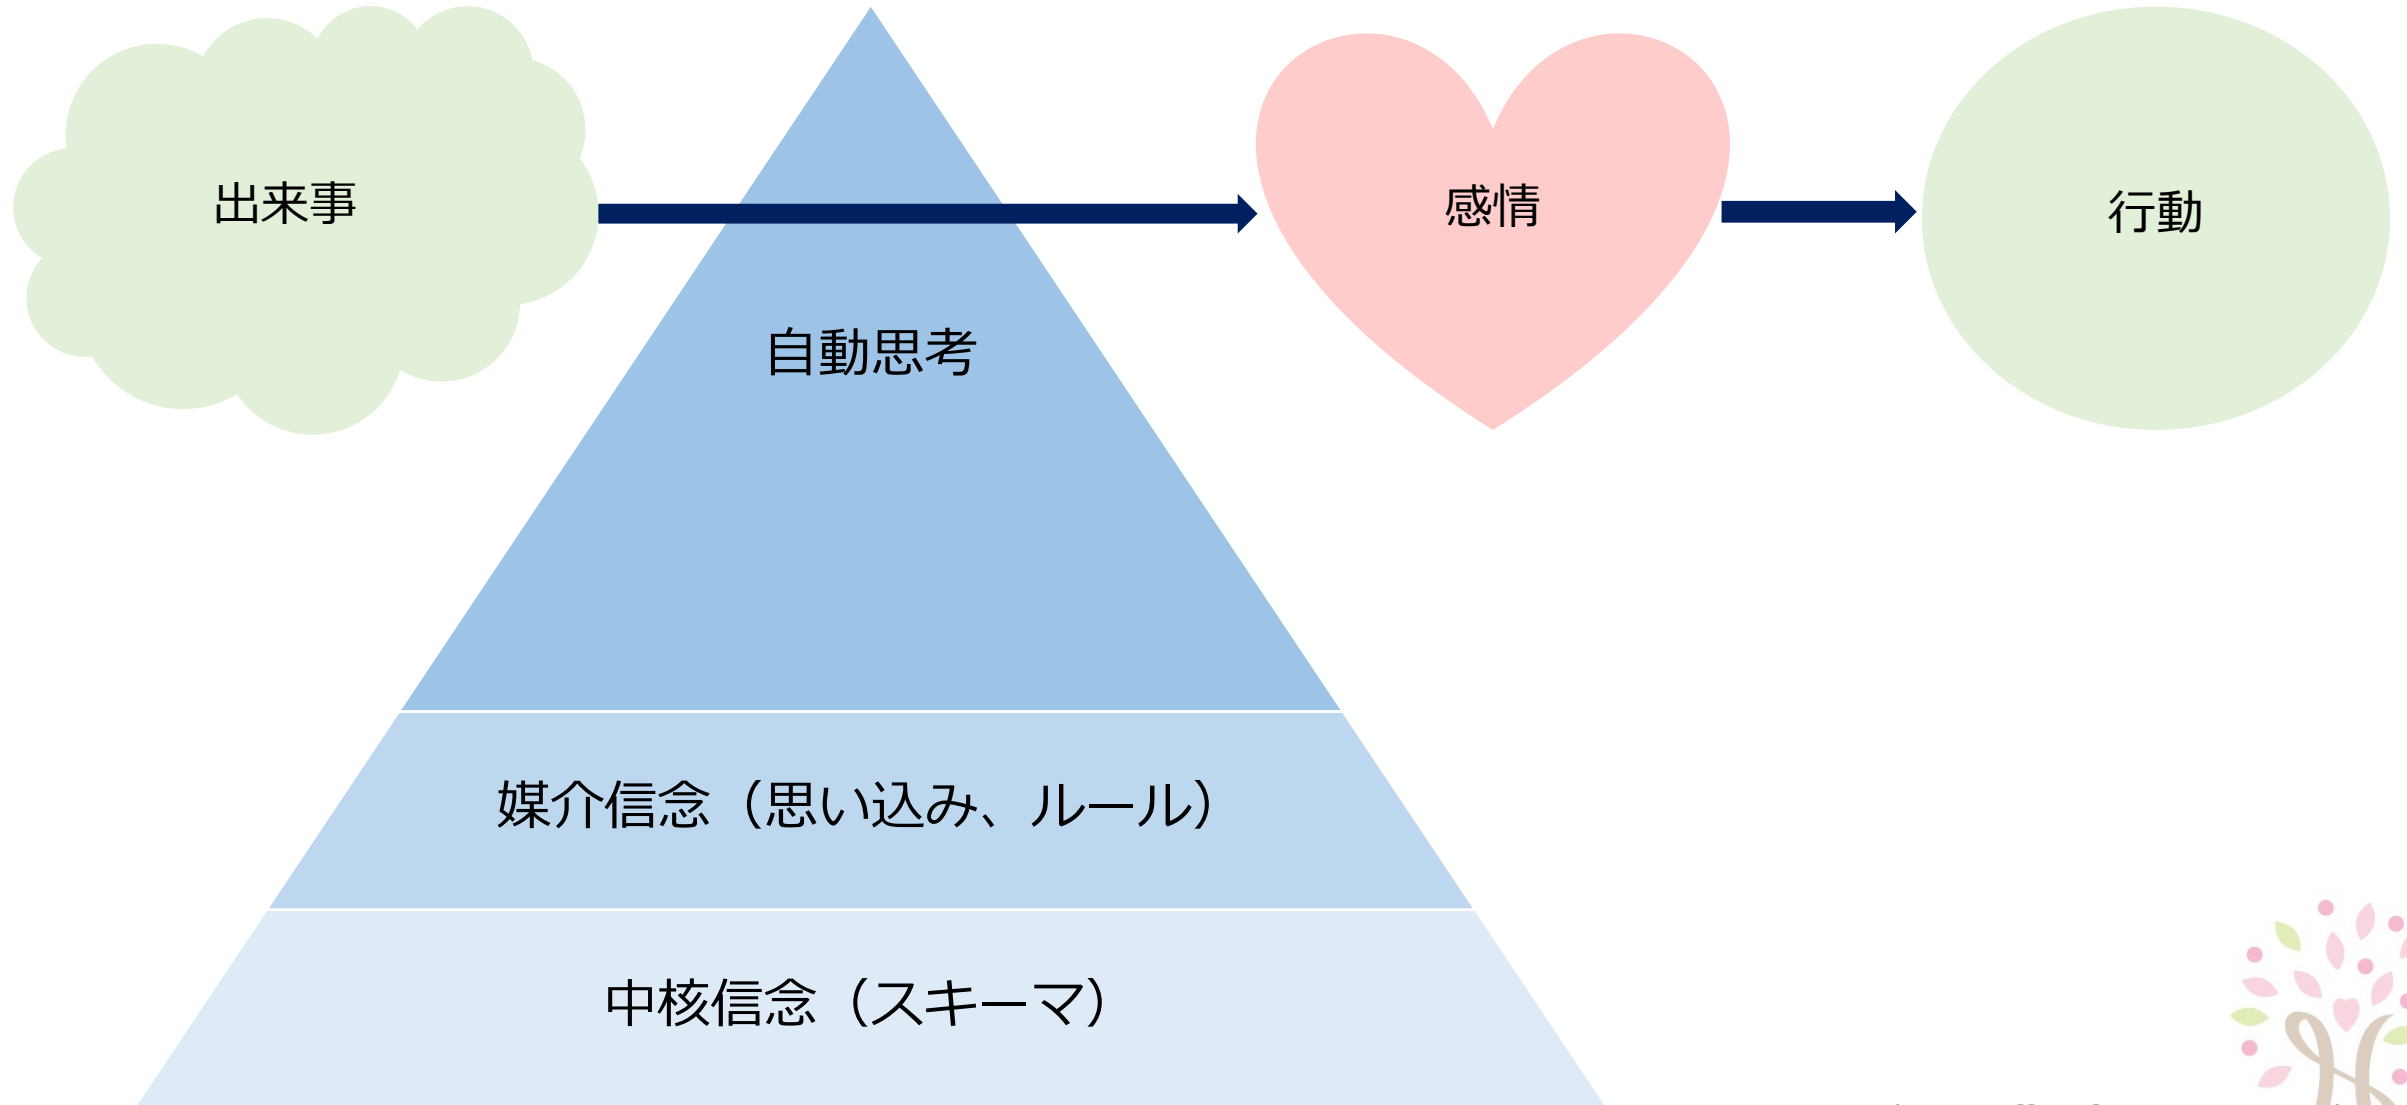 出来事
感情
行動
自動思考
媒介信念（思い込み、ルール）
中核信念（スキーマ）